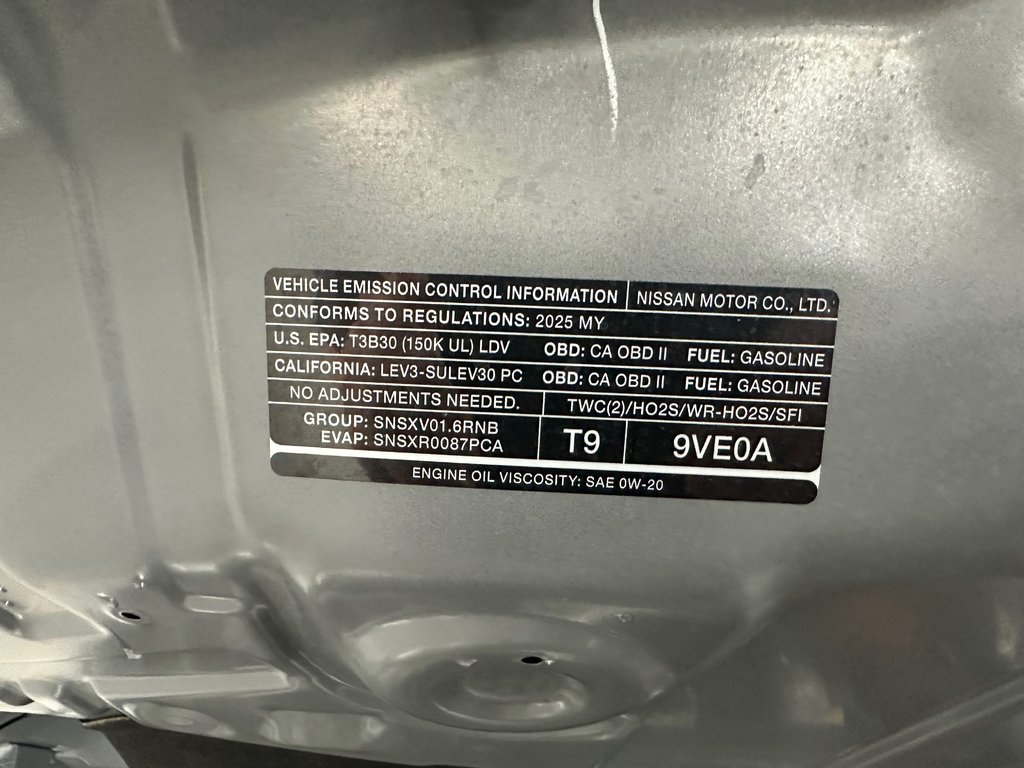 VEHICLE EMISSION CONTROL INFORMATION NISSAN MOTOR CO., LTD.
CONFORMS TO REGULATIONS: 2025 MY
U.S. EPA: T3B30 (150K UL) LDV OBD: CA OBD II FUEL: GASOLINE
CALIFORNIA: LEV3-SULEV30 PC OBD: CA OBD II FUEL: GASOLINE
NO ADJUSTMENTS NEEDED. TWC(2)/HO2S/WR-HO2S/SFI
GROUP: SNSXV01.6RNB
EVAP: SNSXR0087PCA
T9 9VE0A
ENGINE OIL VISCOSITY: SAE 0W-20